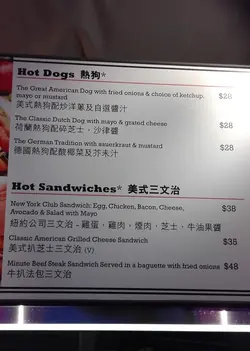 Hot Dogs 熱狗*
The Great American Dog with fried onions & choice of ketchup, $28
mayo or mustard
美式熱狗配炒洋蔥及自選醬汁
The Classic Dutch Dog with mayo & grated cheese $28
荷蘭熱狗配碎芝士、沙律醬
The German Tradition with sauerkraut & mustard $28
德國熱狗配酸椰菜及芥末汁
Hot Sandwiches* 美式三文治
New York Club Sandwich: Egg, Chicken, Bacon, Cheese, $38
Avocado & Salad with Mayo
紐約公司三文治 - 雞蛋、雞肉、煙肉、芝士、牛油果醬
Classic American Grilled Cheese Sandwich $35
美式扒芝士三文治 (V)
Minute Beef Steak Sandwich Served in a baguette with fried onions $48
牛扒法包三文治